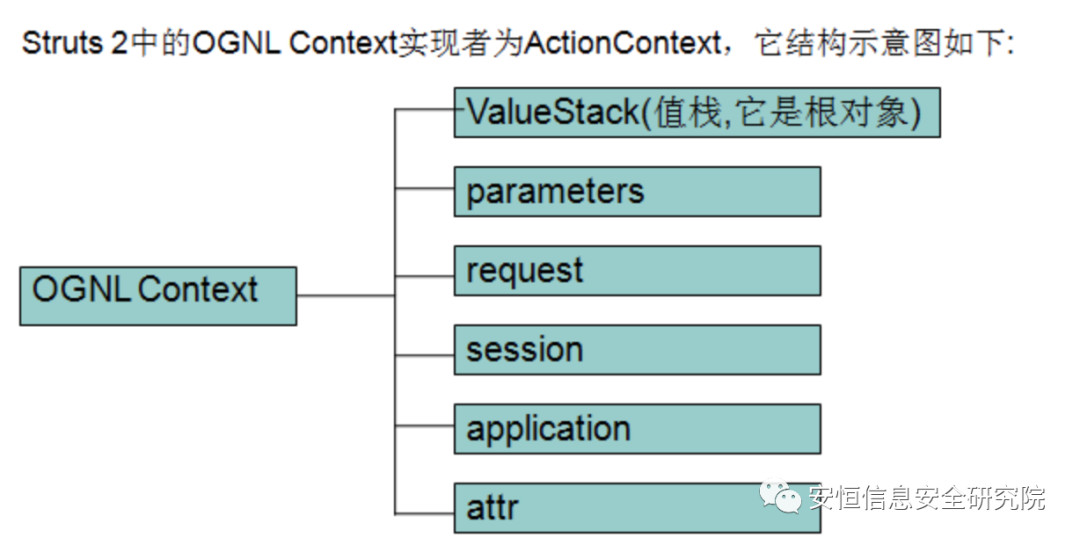 Struts 2中的OGNL Context实现者为ActionContext，它结构示意图如下:
ValueStack(值栈,它是根对象)
parameters
request
OGNL Context
session
application
attr
安恒信息安全研究院